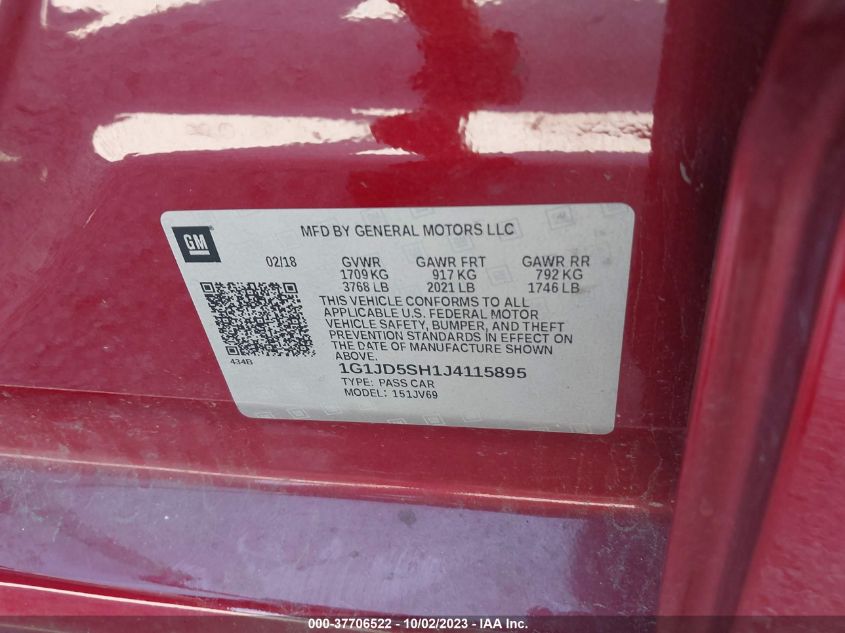 GM
MFD BY GENERAL MOTORS LLC
02/18 GVWR GAWR FRT GAWR RR
1709 KG 917 KG 792 KG
3768 LB 2021 LB 1746 LB
THIS VEHICLE CONFORMS TO ALL
APPLICABLE U.S. FEDERAL MOTOR
VEHICLE SAFETY, BUMPER, AND THEFT
PREVENTION STANDARDS IN EFFECT ON
THE DATE OF MANUFACTURE SHOWN
ABOVE.
434B
1G1JD5SH1J4115895
TYPE: PASS CAR
MODEL: 151JV69
000-37706522 - 10/02/2023 - IAA Inc.